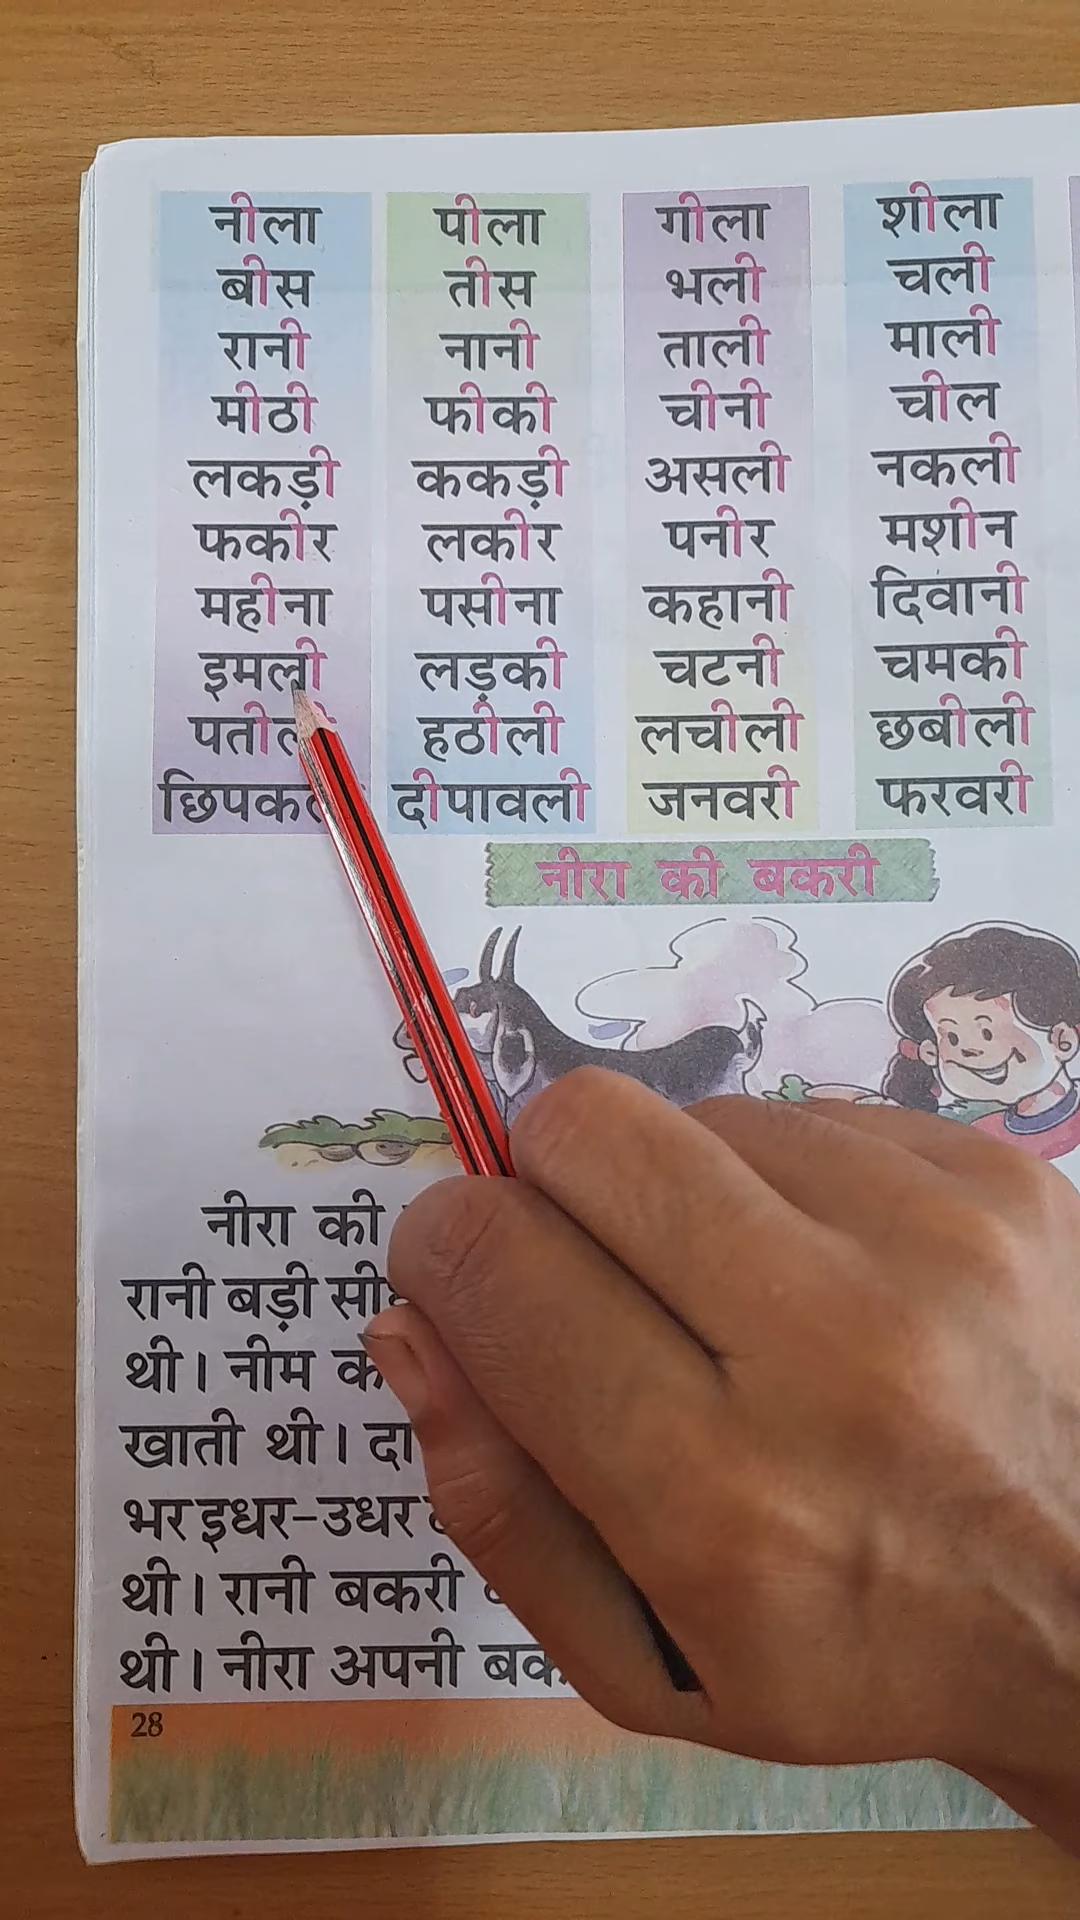 नीला पीला गीला शीला
बीस तीस भली चली
रानी नानी ताली माली
मीठी फीकी चीनी चील
लकड़ी ककड़ी असली नकली
फकीर लकीर पनीर मशीन
महीना पसीना कहानी दिवानी
इमली लड़की चटनी चमकी
हठीली लचीली छबीली
दीपावली जनवरी फरवरी
नीरा की बकरी
नीरा की
रानी बड़ी
थी। नीम
खाती थी।
भर इधर-उधर
थी। रानी बकरी
थी। नीरा अपनी
28